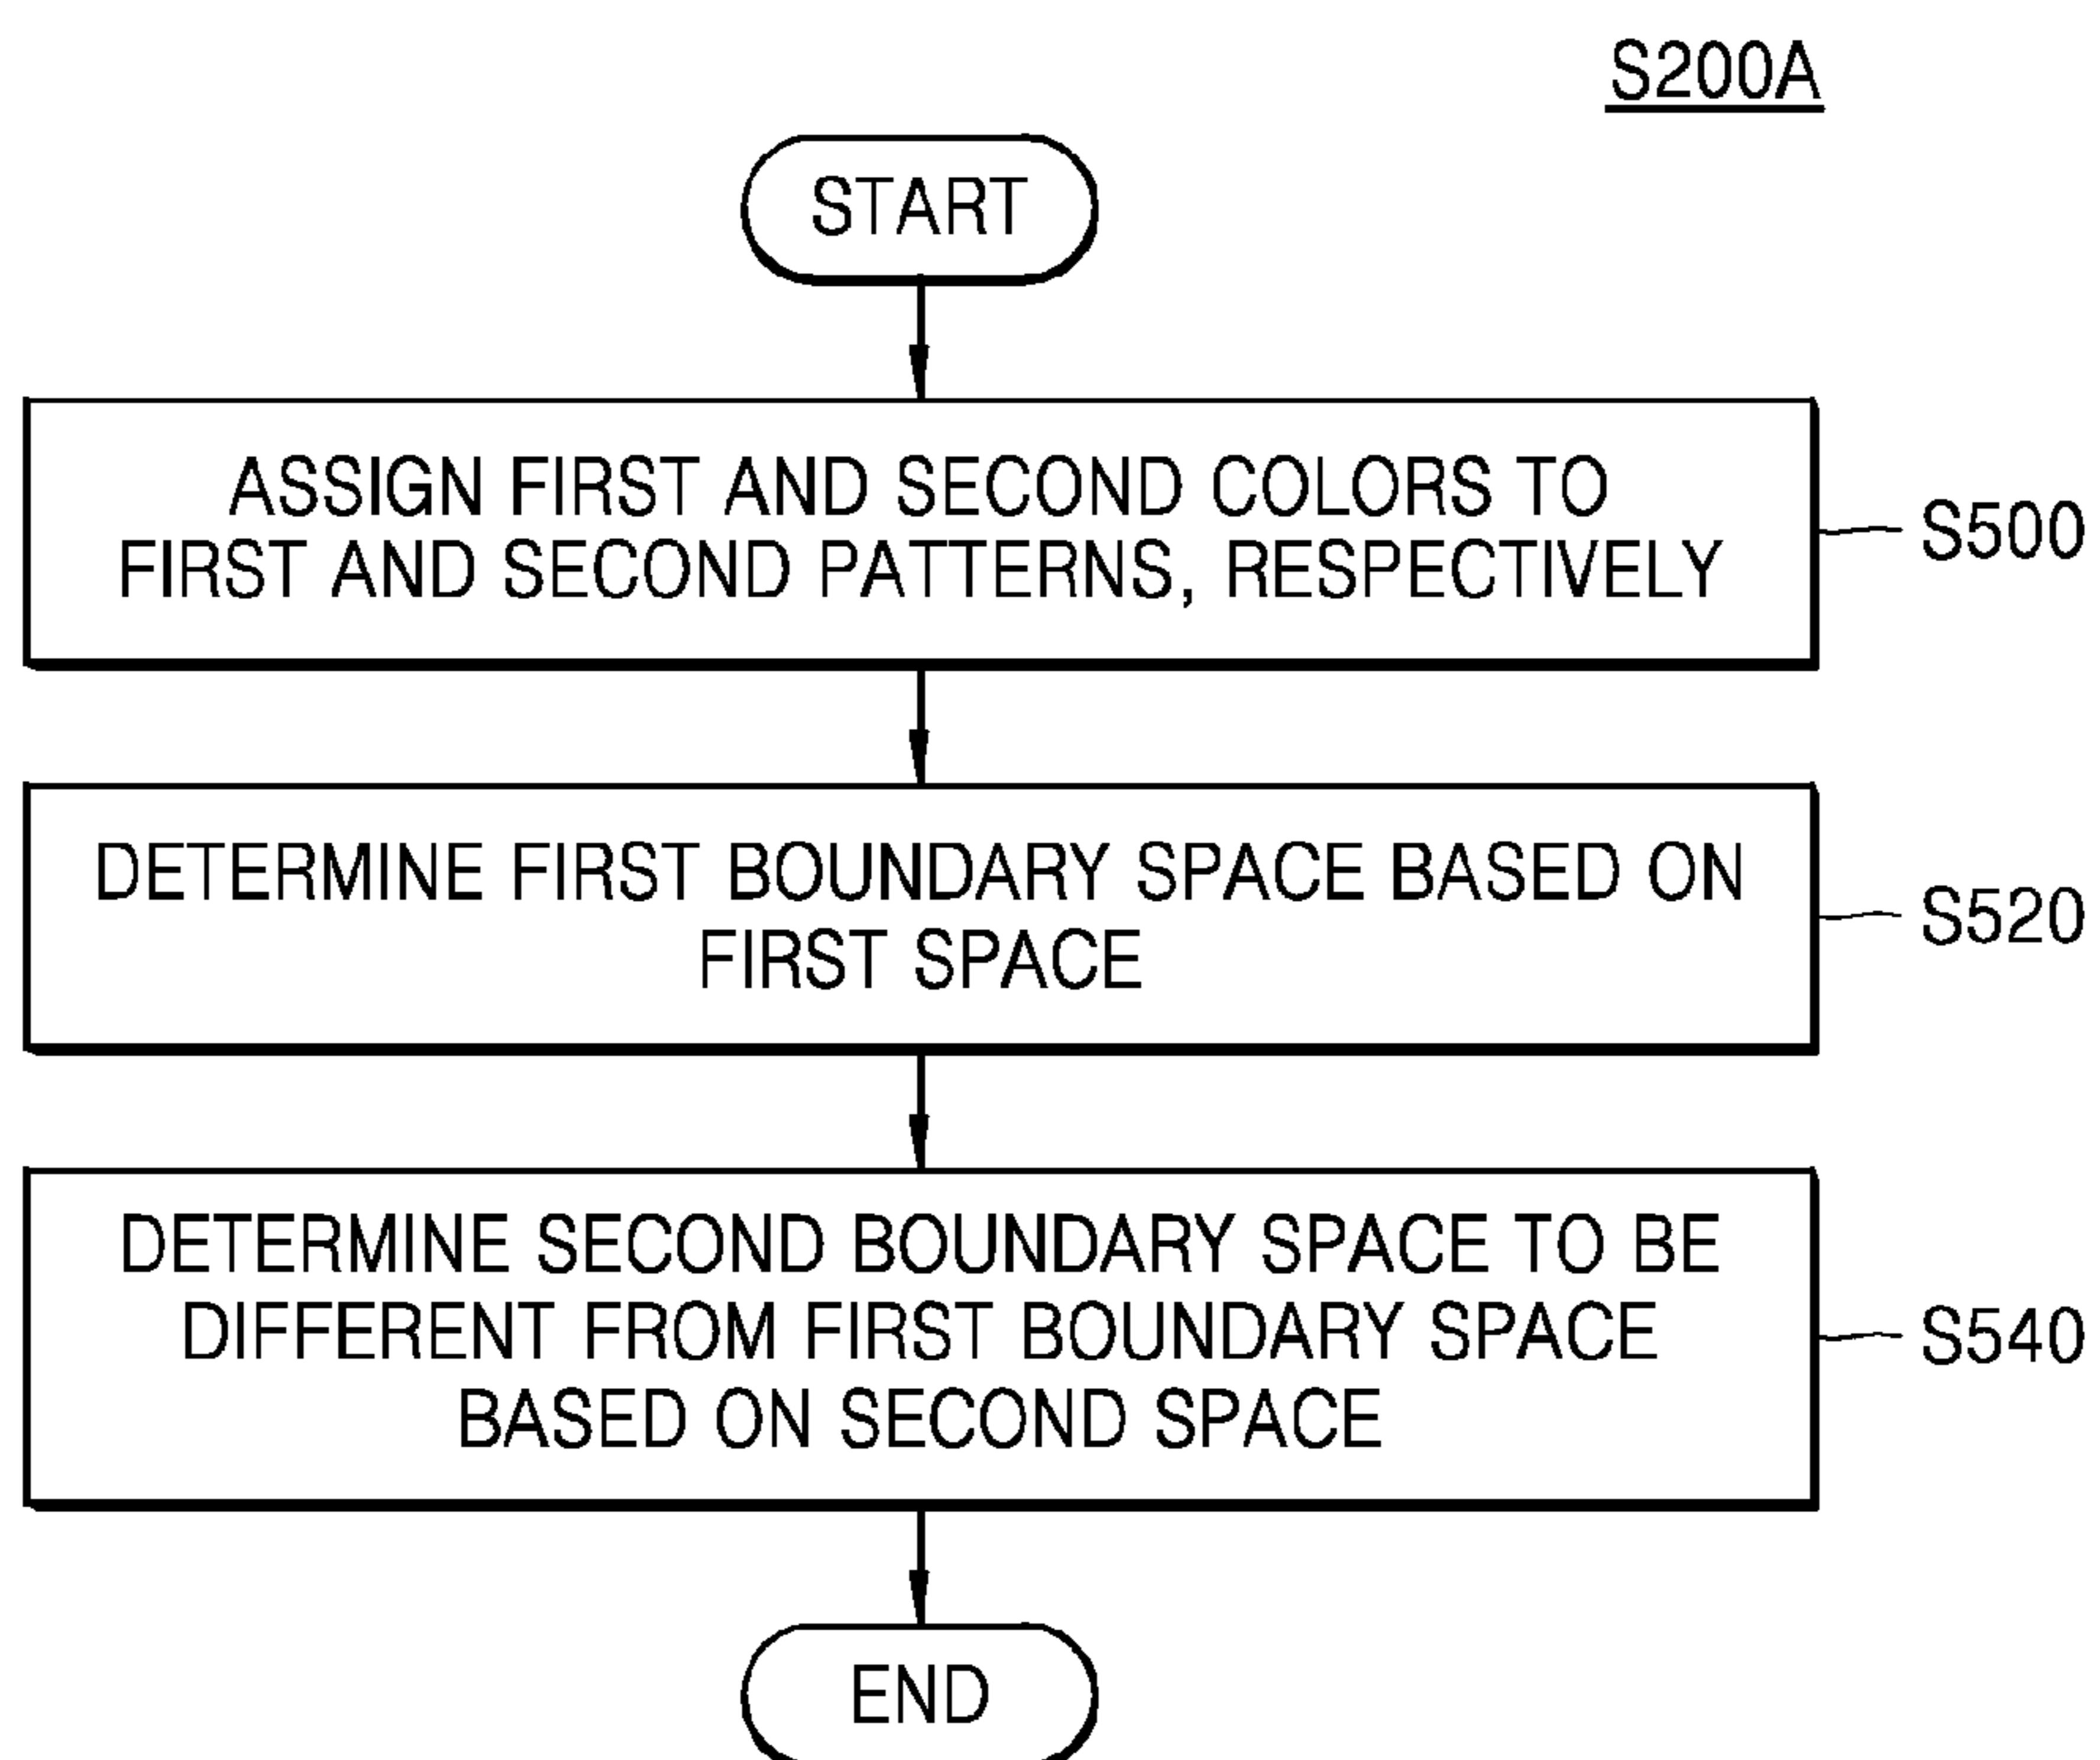 S200A
START
ASSIGN FIRST AND SECOND COLORS TO
FIRST AND SECOND PATTERNS, RESPECTIVELY
S500
DETERMINE FIRST BOUNDARY SPACE BASED ON
FIRST SPACE
S520
DETERMINE SECOND BOUNDARY SPACE TO BE
DIFFERENT FROM FIRST BOUNDARY SPACE
BASED ON SECOND SPACE
S540
END